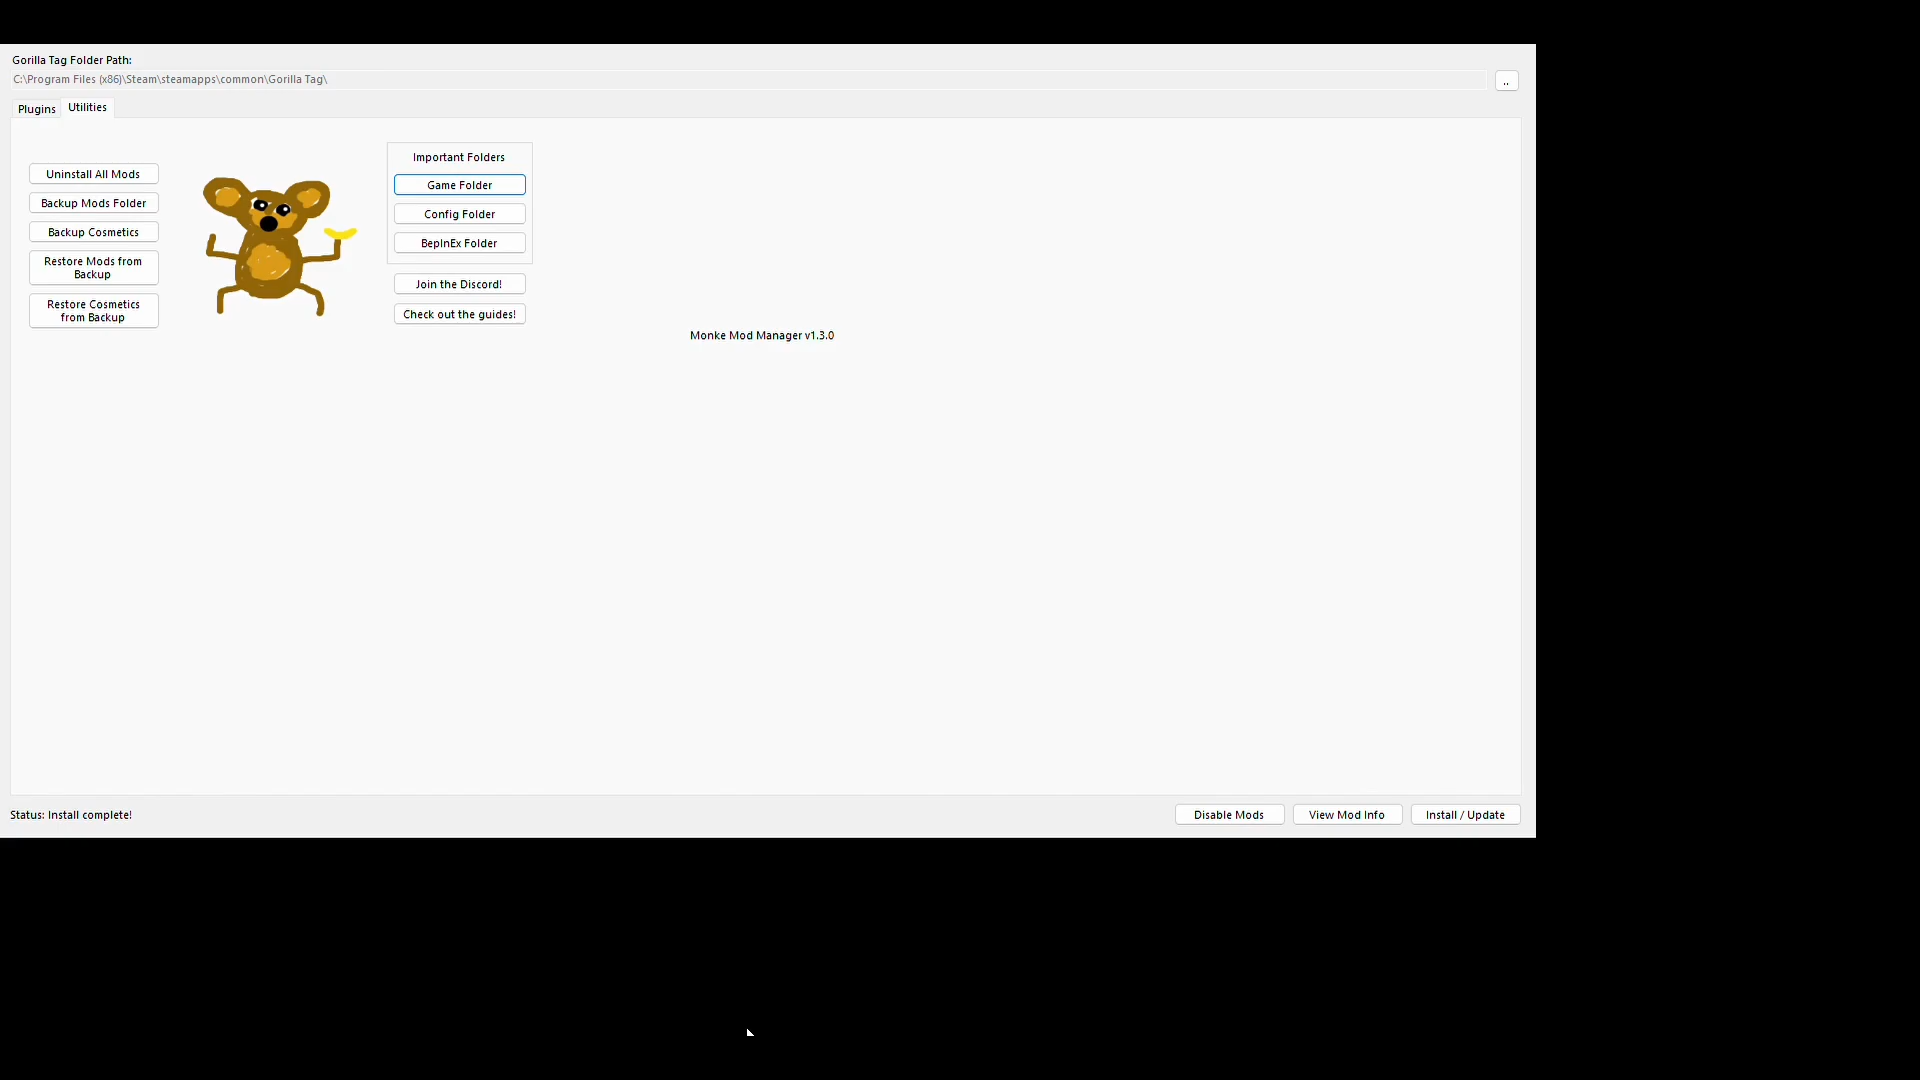 Gorilla Tag Folder Path:
C:\Program Files (x86)\Steam\steamapps\common\Gorilla Tag\
..
Plugins
Utilities
Uninstall All Mods
Backup Mods Folder
Backup Cosmetics
Restore Mods from
Backup
Restore Cosmetics
from Backup
Important Folders
Game Folder
Config Folder
BepInEx Folder
Join the Discord!
Check out the guides!
Monke Mod Manager v1.3.0
Status: Install complete!
Disable Mods
View Mod Info
Install / Update